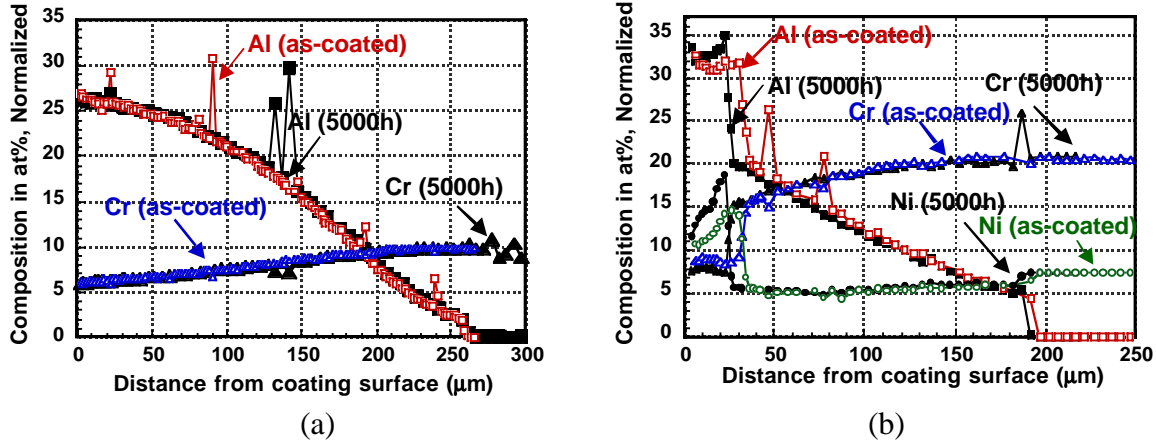 Composition in at%, Normalized
35
30
25
20
15
10
5
0
Al (as-coated)
Al (5000h)
Cr (5000h)
Cr (as-coated)
0 50 100 150 200 250 300
Distance from coating surface (μm)
(a)
Composition in at%, Normalized
35
30
25
20
15
10
5
0
Al (as-coated)
Al (5000h)
Cr (5000h)
Cr (as-coated)
Ni (5000h)
Ni (as-coated)
0 50 100 150 200 250
Distance from coating surface (μm)
(b)